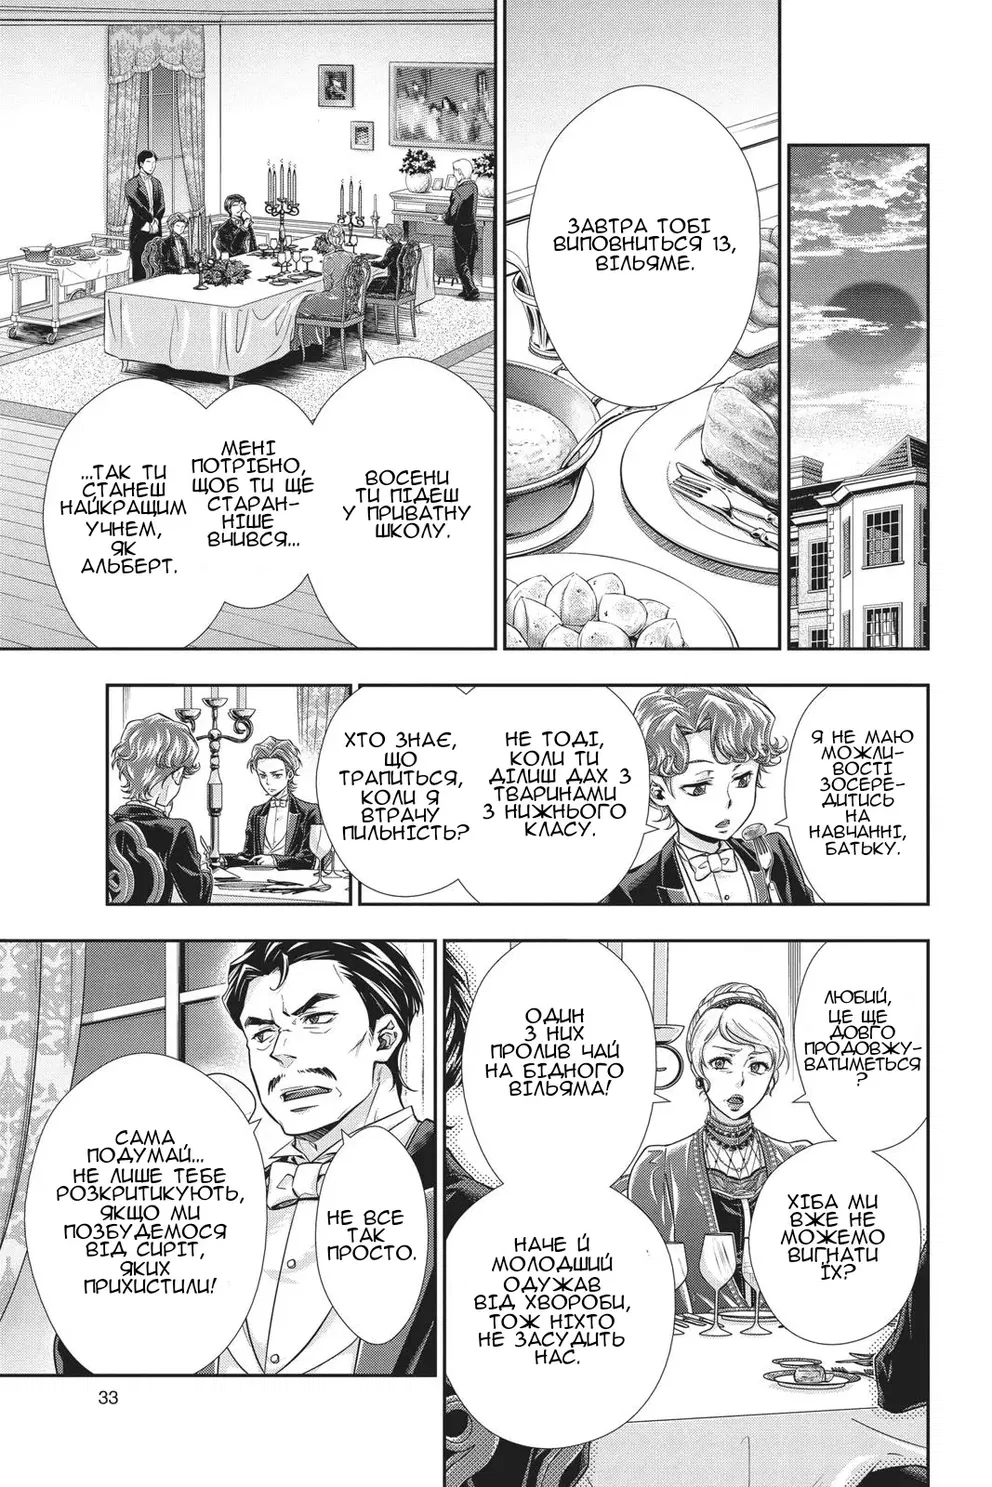 ЗАВТРА ТОБІ
ВИПОВНИТЬСЯ 13,
ВІЛЬЯМЕ.
ВОСЕНИ
ТИ ПІДЕШ
У ПРИВАТНУ
ШКОЛУ.
МЕНІ
ПОТРІБНО,
ЩОБ ТИ ЩЕ
СТАРАН-
НІШЕ
ВЧИВСЯ...
...ТАК ТИ
СТАНЕШ
НАЙКРАЩИМ
УЧНЕМ,
ЯК
АЛЬБЕРТ.
Я НЕ МАЮ
МОЖЛИ-
ВОСТІ
ЗОСЕРЕ-
ДИТИСЬ
НА
НАВЧАННІ,
БАТЬКУ.
НЕ ТОДІ,
КОЛИ ТИ
ДІЛИШ ДАХ З
ТВАРИНАМИ
З НИЖНЬОГО
КЛАСУ.
ХТО ЗНАЄ,
ЩО
ТРАПИТЬСЯ,
КОЛИ Я
ВТРАЧУ
ПИЛЬНІСТЬ?
ЛЮБИЙ,
ЦЕ ЩЕ
ДОВГО
ПРОДОВЖУ-
ВАТИМЕТЬСЯ
?
ХІБА МИ
ВЖЕ НЕ
МОЖЕМО
ВИГНАТИ
ЇХ?
ОДИН
З НИХ
ПРОЛИВ ЧАЙ
НА БІДНОГО
ВІЛЬЯМА!
НАЧЕ Й
МОЛОДШИЙ
ОДУЖАВ
ВІД ХВОРОБИ,
ТОЖ НІХТО
НЕ ЗАСУДИТЬ
НАС.
НЕ ВСЕ
ТАК
ПРОСТО.
САМА
ПОДУМАЙ...
НЕ ЛИШЕ ТЕБЕ
РОЗКРИТИКУЮТЬ,
ЯКЩО МИ
ПОЗБУДЕМОСЯ
ВІД СИРІТ,
ЯКИХ
ПРИХИСТИЛИ!
33